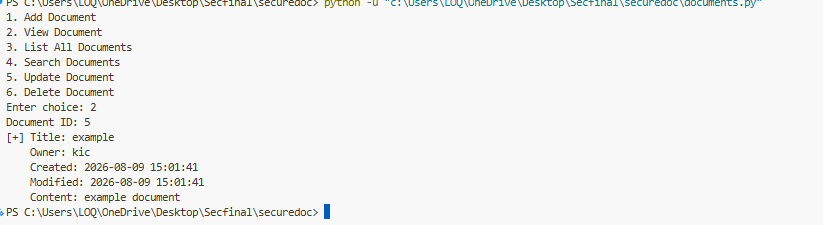 PS C:\Users\LOQ\OneDrive\Desktop\Secfinal\securedoc> python -u "c:\Users\LOQ\OneDrive\Desktop\Secfinal\securedoc\documents.py"
1. Add Document
2. View Document
3. List All Documents
4. Search Documents
5. Update Document
6. Delete Document
Enter choice: 2
Document ID: 5
[+] Title: example
    Owner: kic
    Created: 2026-08-09 15:01:41
    Modified: 2026-08-09 15:01:41
    Content: example document
PS C:\Users\LOQ\OneDrive\Desktop\Secfinal\securedoc>